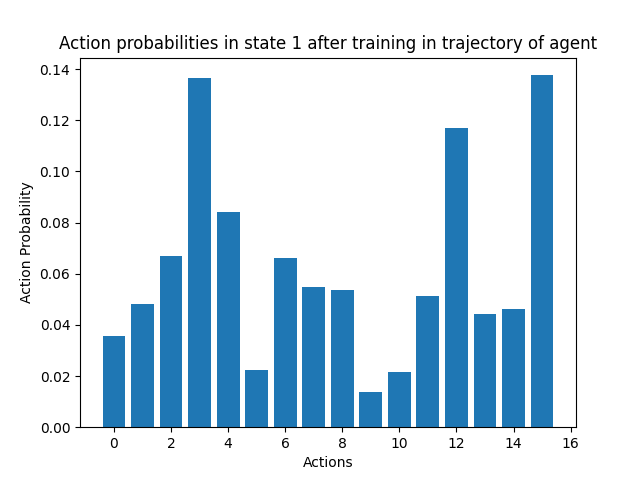 Action probabilities in state 1 after training in trajectory of agent
0.14
0.12
0.10
0.08
0.06
0.04
0.02
0.00
Action Probability
0 2 4 6 8 10 12 14 16
Actions